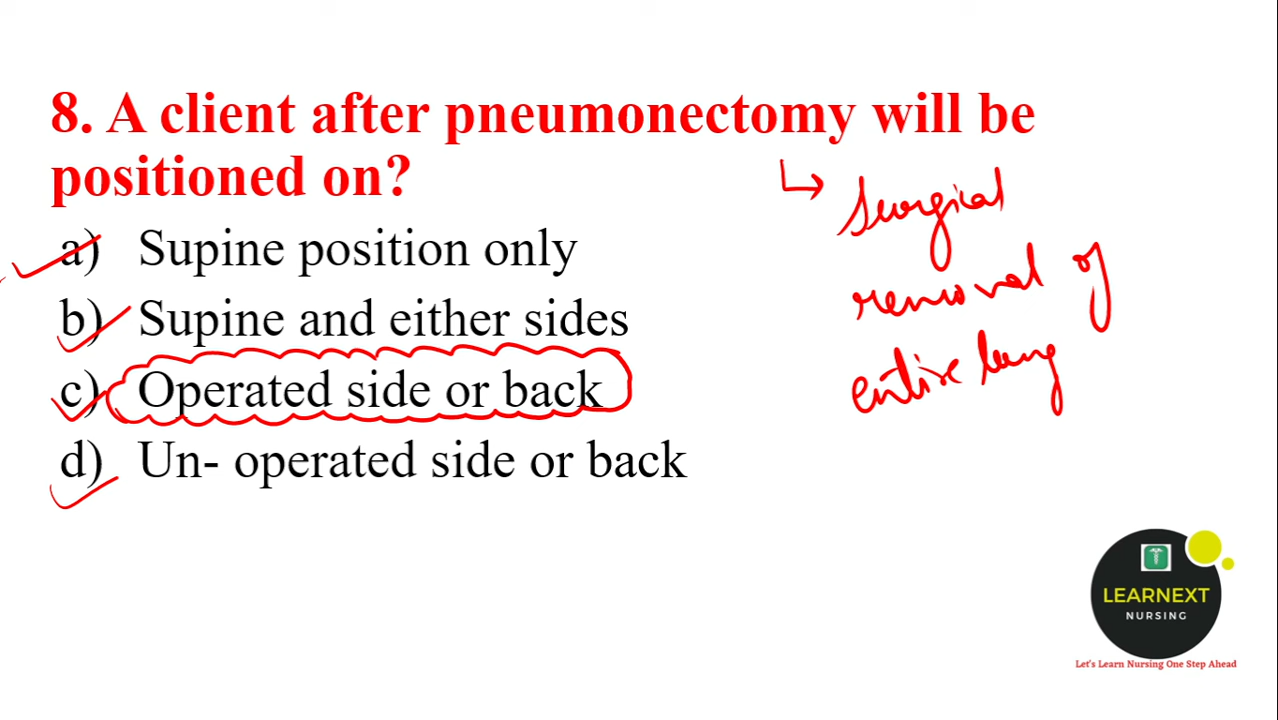 8. A client after pneumonectomy will be
positioned on?
Surgical
removal of
entire lung
a) Supine position only
b) Supine and either sides
c) Operated side or back
d) Un- operated side or back
LEARNEXT
NURSING
Let's Learn Nursing One Step Ahead